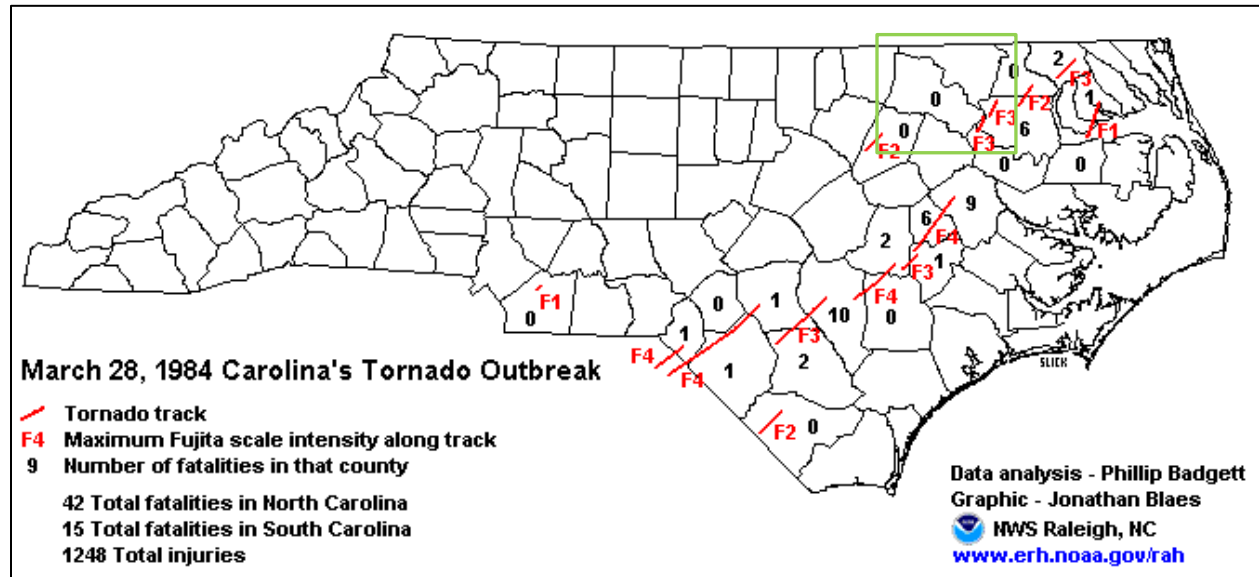 2
0
F3
0
1
F2
F3
F1
0
6
F3
F2
0
0
9
6
2
F4
1
F3
F1
0
1
F4
0
10
0
F3
1
F4
2
1
F4
SLICK
F2
0
March 28, 1984 Carolina's Tornado Outbreak
Tornado track
F4 Maximum Fujita scale intensity along track
9 Number of fatalities in that county
42 Total fatalities in North Carolina
15 Total fatalities in South Carolina
1248 Total injuries
Data analysis - Phillip Badgett
Graphic - Jonathan Blaes
NWS Raleigh, NC
www.erh.noaa.gov/rah